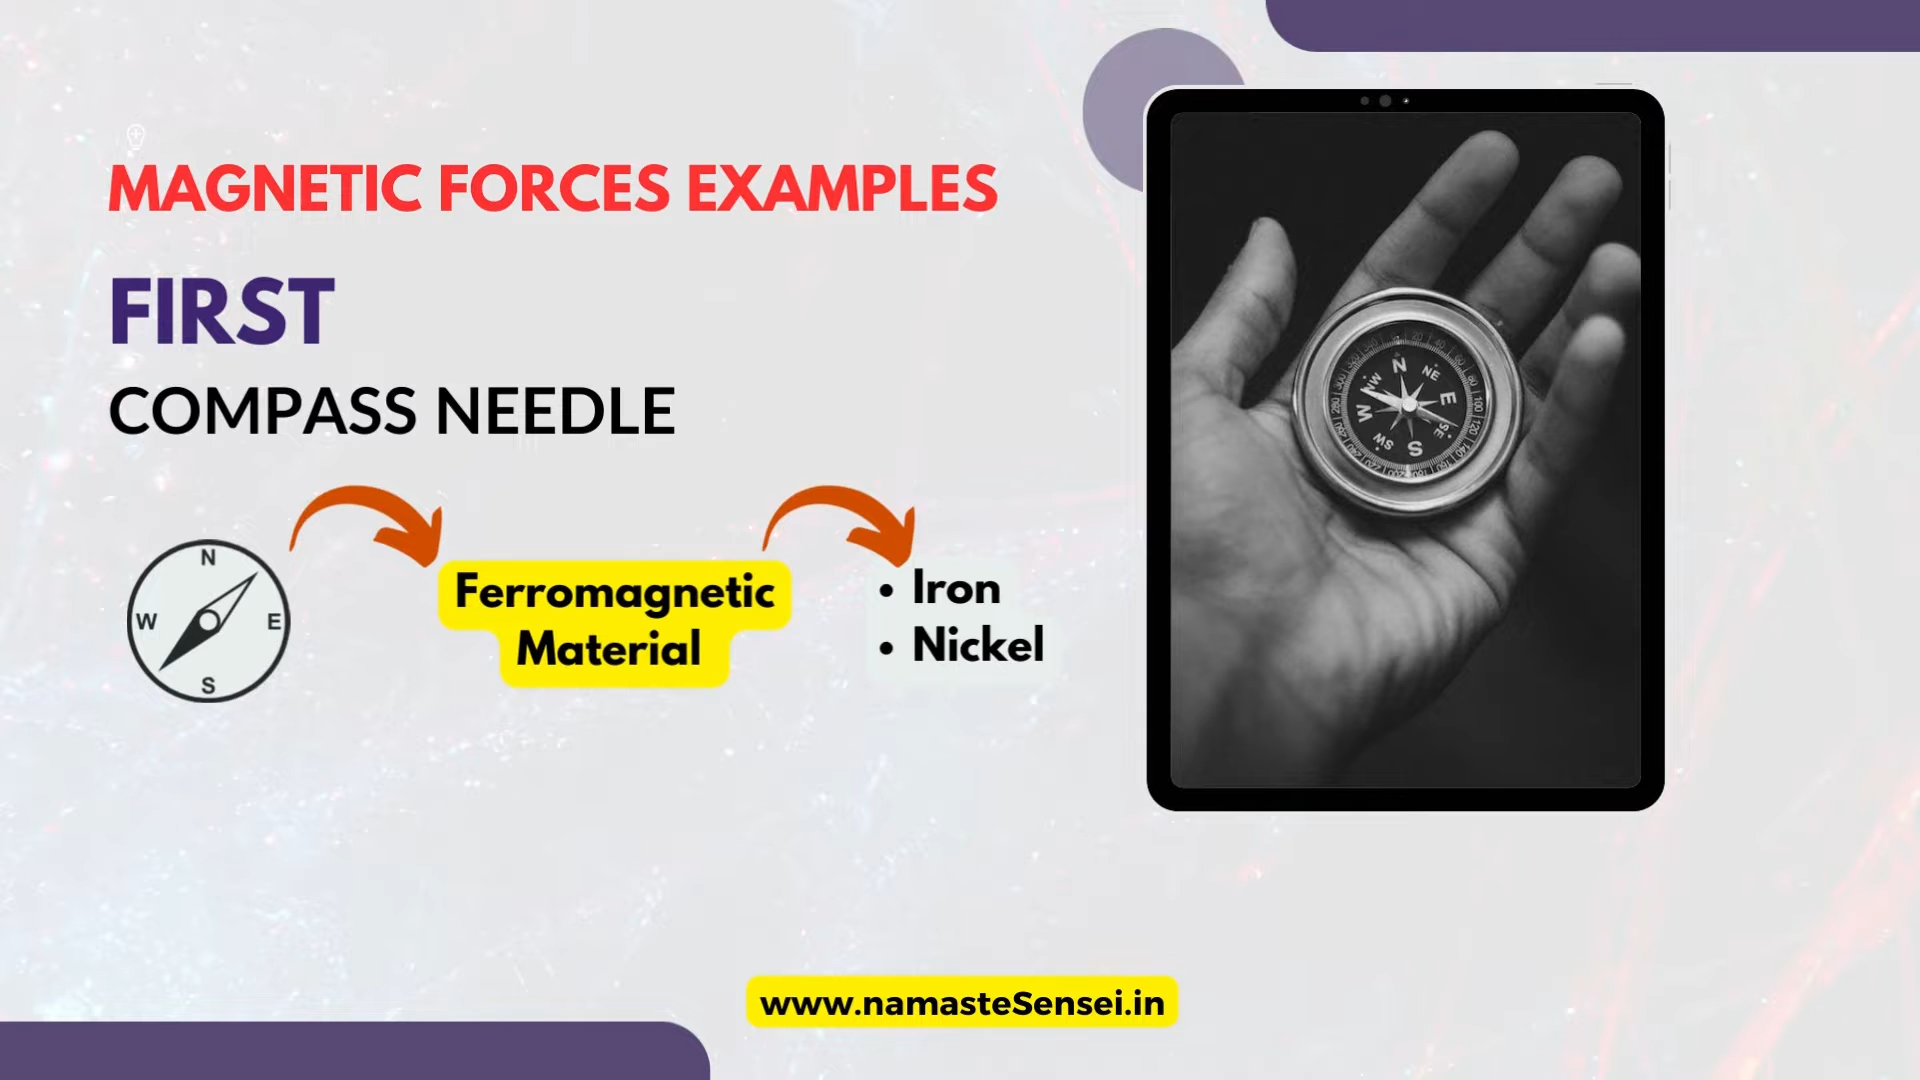 MAGNETIC FORCES EXAMPLES
FIRST
COMPASS NEEDLE
N
W E
S
Ferromagnetic
Material
• Iron
• Nickel
N
NW NE
W E
SW SE
S
www.namasteSensei.in